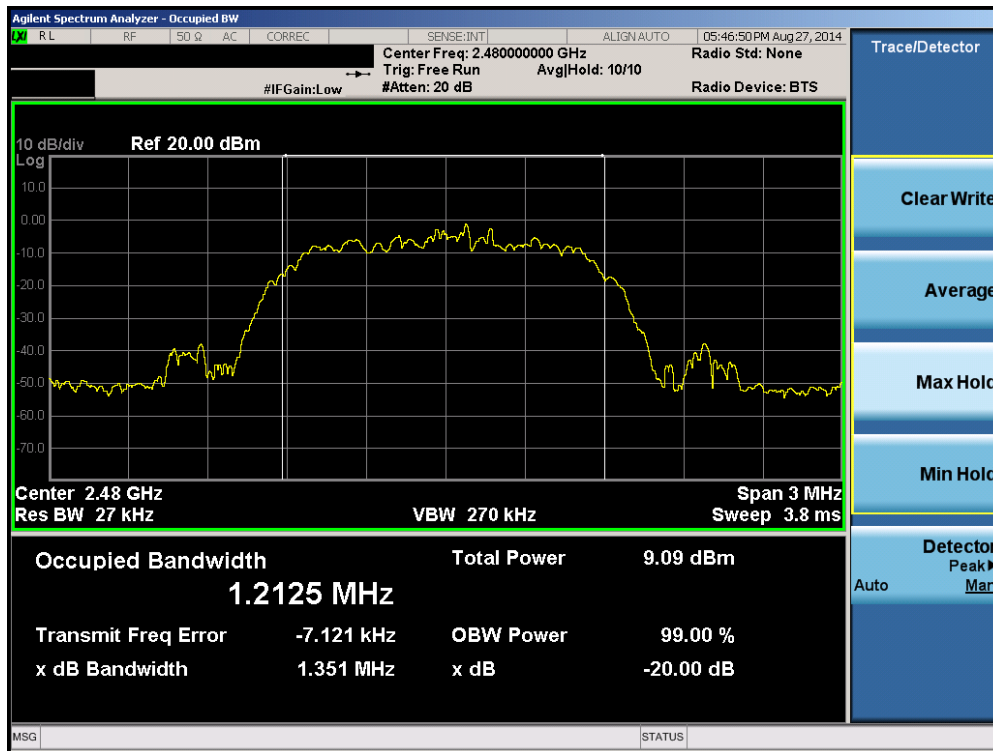 Agilent Spectrum Analyzer - Occupied BW
LXI RL RF 50 Ω AC CORREC SENSE:INT ALIGN AUTO 05:46:50 PM Aug 27, 2014
Center Freq: 2.480000000 GHz Radio Std: None
Trig: Free Run Avg|Hold: 10/10
#IFGain:Low #Atten: 20 dB Radio Device: BTS
10 dB/div Ref 20.00 dBm
Log
10.0
0.00
-10.0
-20.0
-30.0
-40.0
-50.0
-60.0
-70.0
Center 2.48 GHz Span 3 MHz
Res BW 27 kHz VBW 270 kHz Sweep 3.8 ms
Occupied Bandwidth Total Power 9.09 dBm
1.2125 MHz
Transmit Freq Error -7.121 kHz OBW Power 99.00 %
x dB Bandwidth 1.351 MHz x dB -20.00 dB
MSG STATUS
Trace/Detector
Clear Write
Average
Max Hold
Min Hold
Detector
Peak
Auto Man